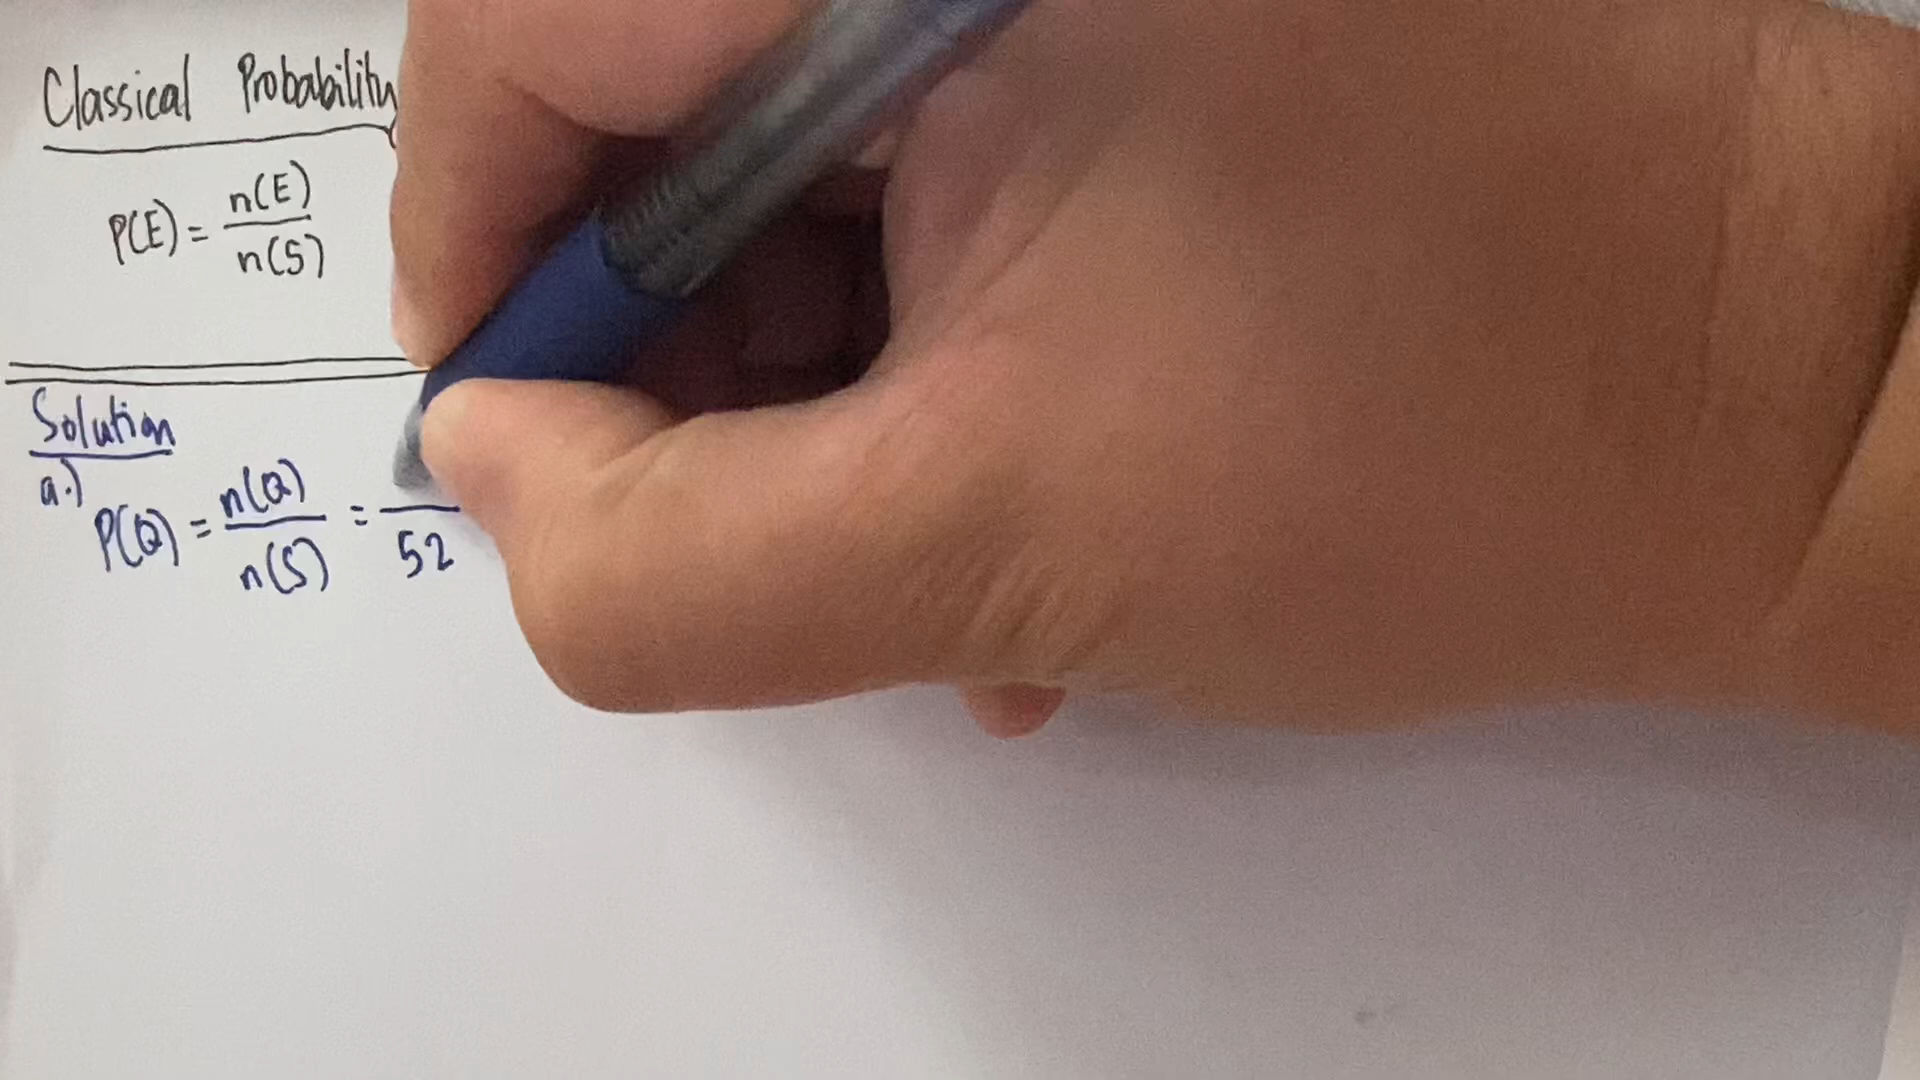 Classical Probability
P(E) = n(E) / n(S)
Solution
a.)
P(Q) = n(Q) / n(S) = / 52